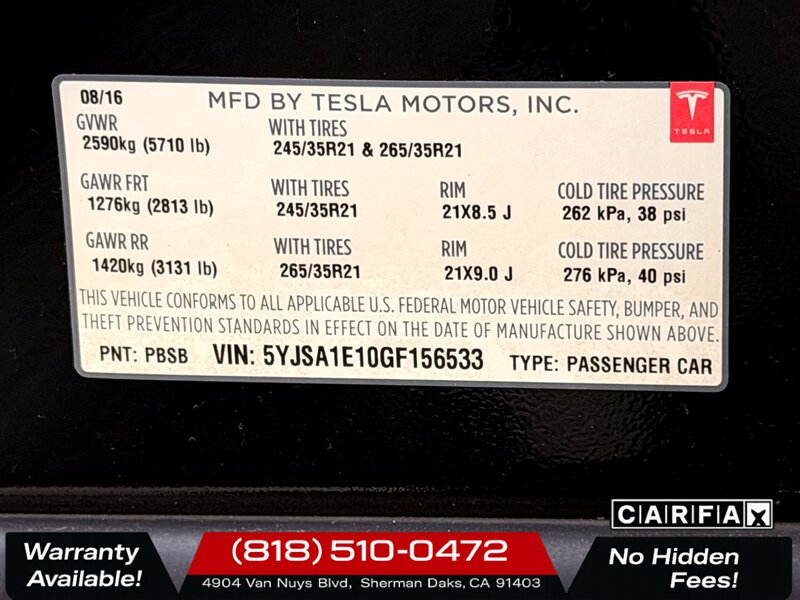 08/16 MFD BY TESLA MOTORS, INC.
TESLA
GVWR WITH TIRES
2590kg (5710 lb) 245/35R21 & 265/35R21
GAWR FRT WITH TIRES RIM COLD TIRE PRESSURE
1276kg (2813 lb) 245/35R21 21X8.5 J 262 kPa, 38 psi
GAWR RR WITH TIRES RIM COLD TIRE PRESSURE
1420kg (3131 lb) 265/35R21 21X9.0 J 276 kPa, 40 psi
THIS VEHICLE CONFORMS TO ALL APPLICABLE U.S. FEDERAL MOTOR VEHICLE SAFETY, BUMPER, AND
THEFT PREVENTION STANDARDS IN EFFECT ON THE DATE OF MANUFACTURE SHOWN ABOVE.
PNT: PBSB VIN: 5YJSA1E10GF156533 TYPE: PASSENGER CAR
CARFAX
Warranty
Available!
(818) 510-0472
4904 Van Nuys Blvd, Sherman Daks, CA 91403
No Hidden
Fees!